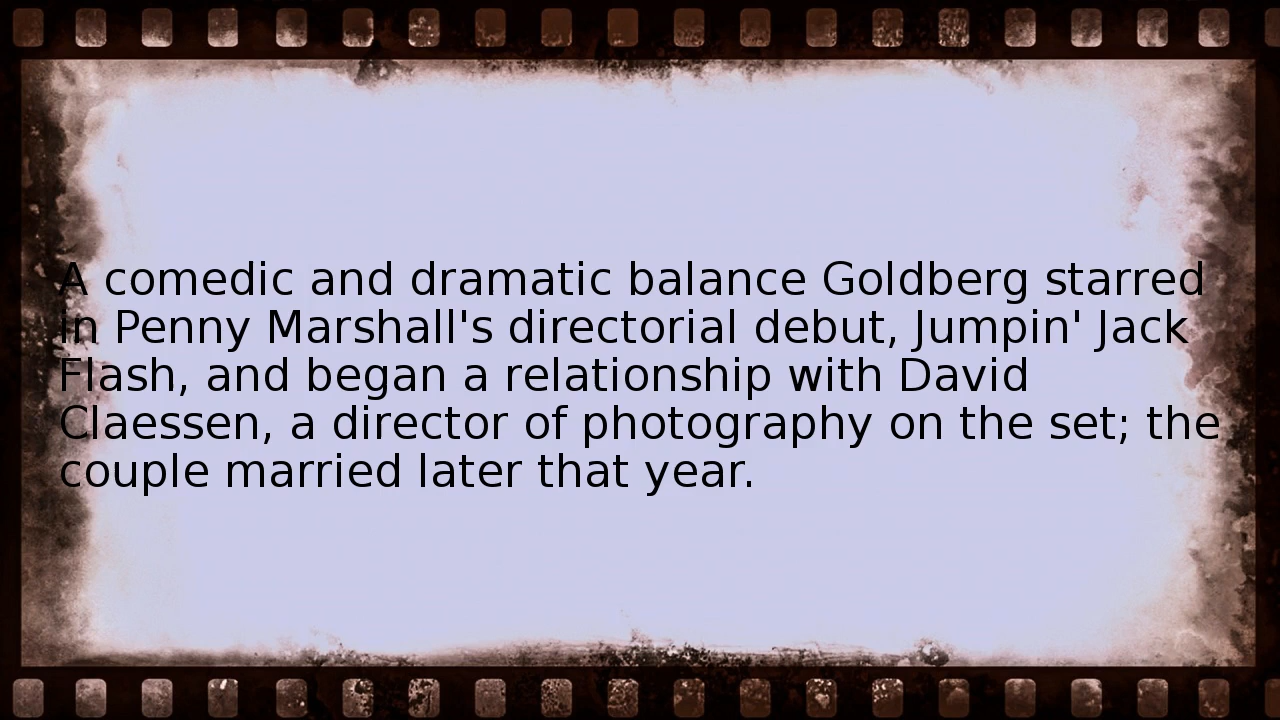 A comedic and dramatic balance Goldberg starred
in Penny Marshall's directorial debut, Jumpin' Jack
Flash, and began a relationship with David
Claessen, a director of photography on the set; the
couple married later that year.